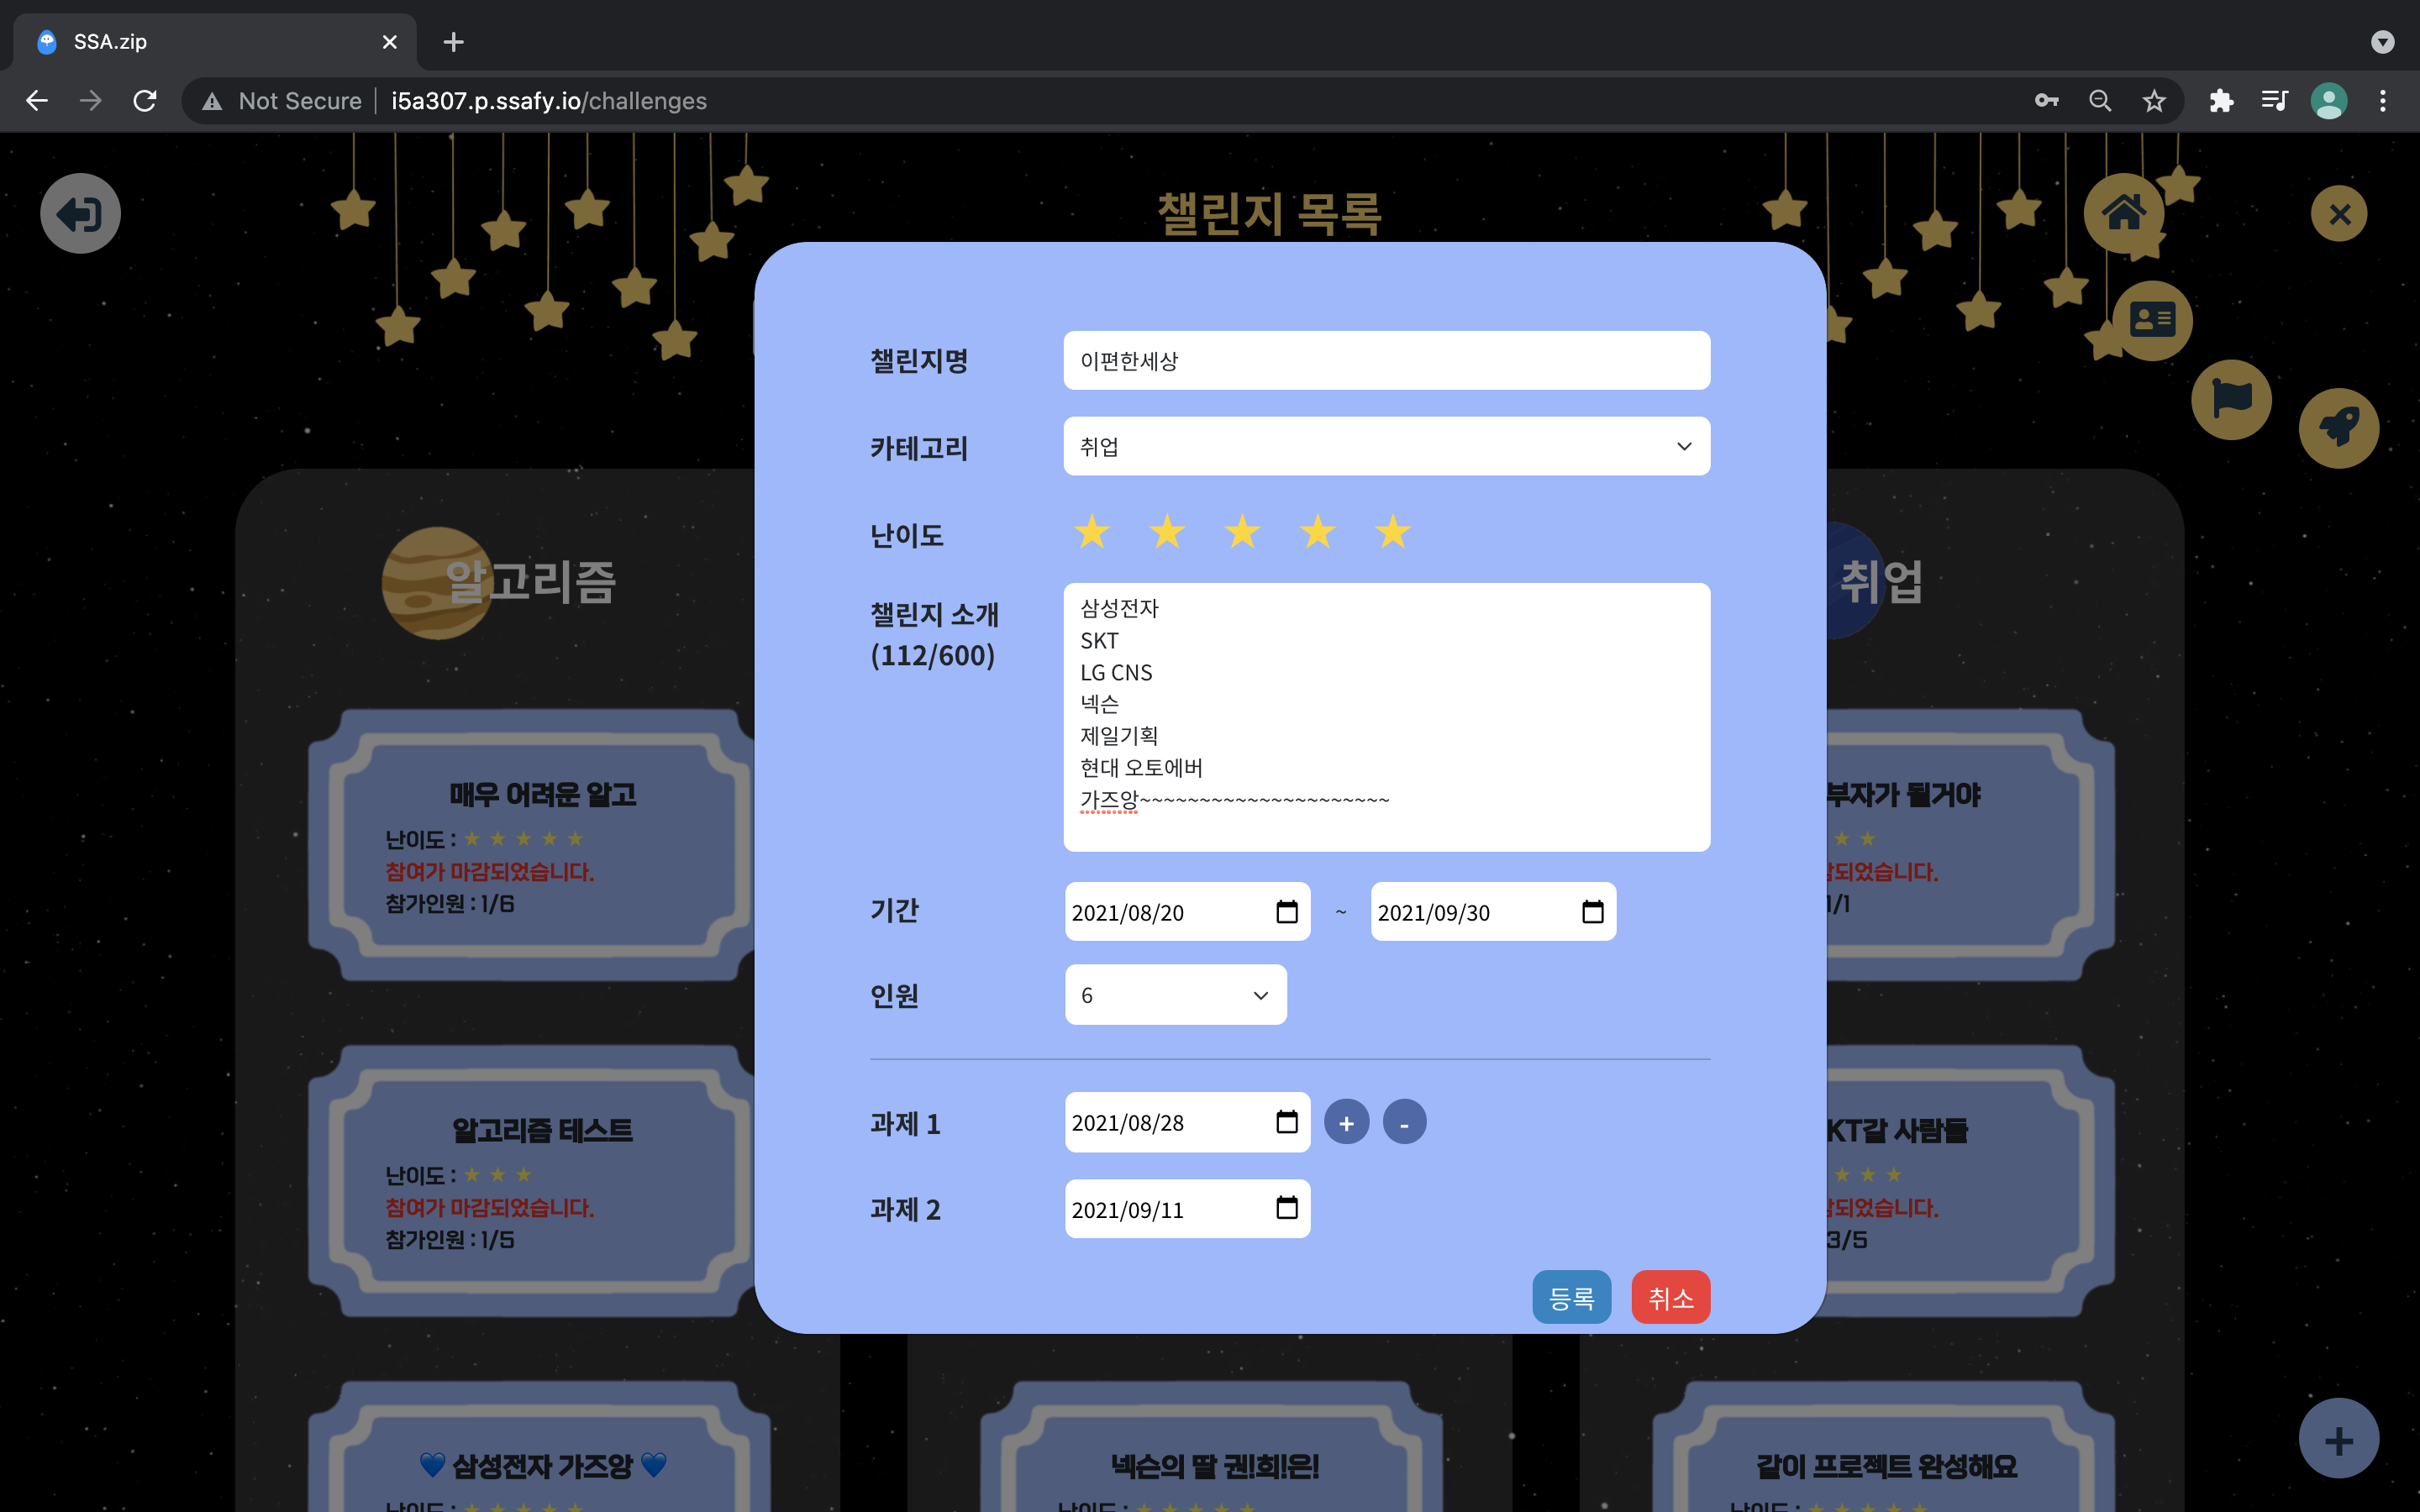 SSA.zip
Not Secure
i5a307.p.ssafy.io/challenges
챌린지 목록
챌린지명
이편한세상
카테고리
취업
난이도
★ ★ ★ ★ ★
챌린지 소개
(112/600)
삼성전자
SKT
LG CNS
넥슨
제일기획
현대 오토에버
가즈앙~~~~~~~~~~~~~~~~~~~~~
기간
2021/08/20
~
2021/09/30
인원
6
과제 1
2021/08/28
+
-
과제 2
2021/09/11
등록
취소
알고리즘
매우 어려운 알고
난이도 : ★ ★ ★ ★ ★
참여가 마감되었습니다.
참가인원 : 1/6
알고리즘 테스트
난이도 : ★ ★ ★
참여가 마감되었습니다.
참가인원 : 1/5
💙 삼성전자 가즈앙 💙
난이도 : ★ ★ ★ ★ ★
넥슨의 딸 권!희!은!
난이도 : ★ ★ ★ ★ ★
취업
부자가 될거야
★ ★
되었습니다.
1/1
KT갈 사람들
★ ★ ★
되었습니다.
3/5
같이 프로젝트 완성해요
난이도 : ★ ★ ★ ★ ★
+